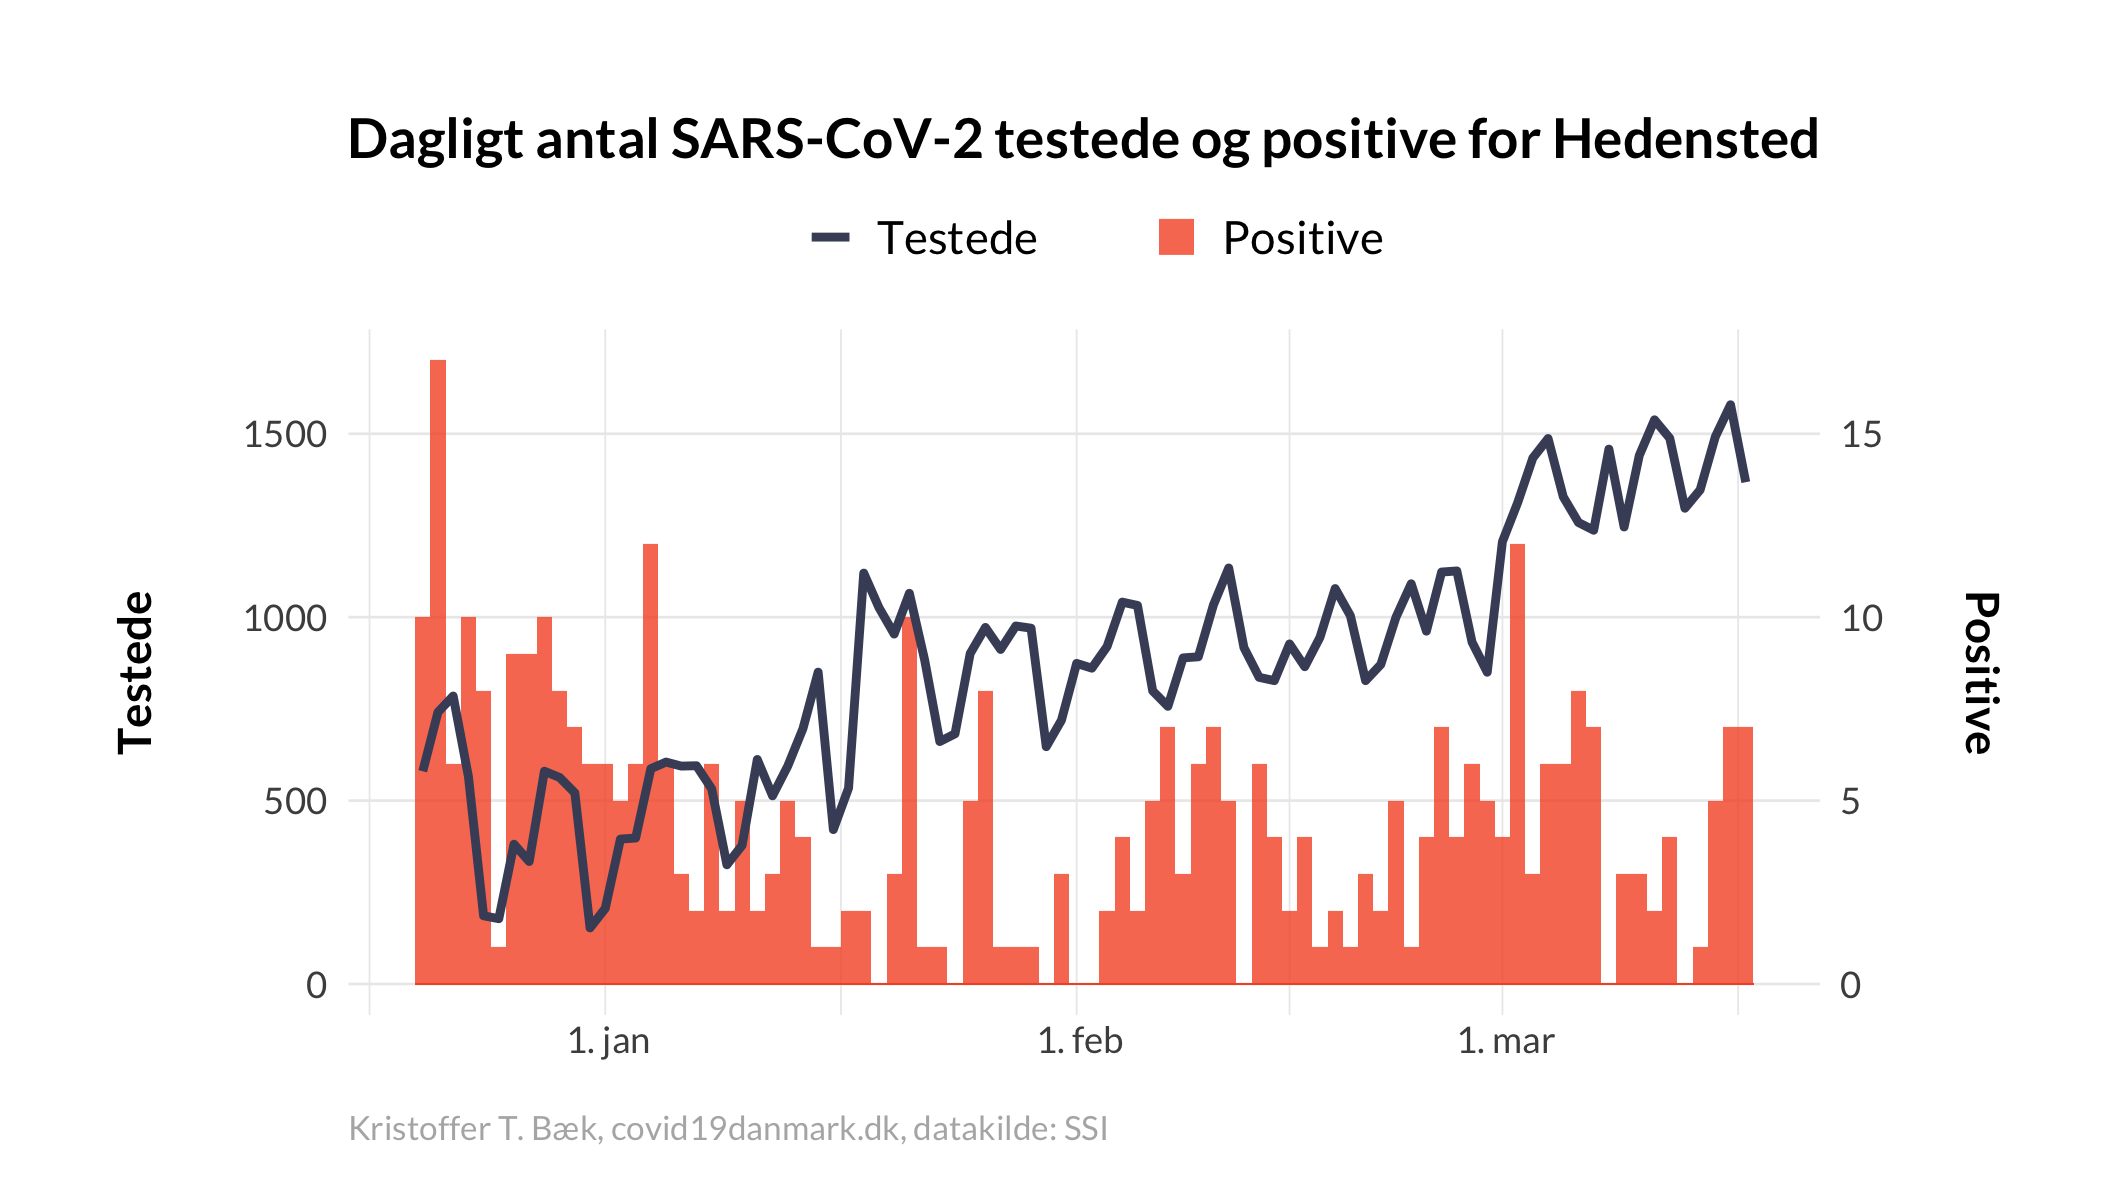 Dagligt antal SARS-CoV-2 testede og positive for Hedensted
Testede Positive
1500 15
1000 10
500 5
0 0
Testede
Positive
1. jan 1. feb 1. mar
Kristoffer T. Bæk, covid19danmark.dk, datakilde: SSI